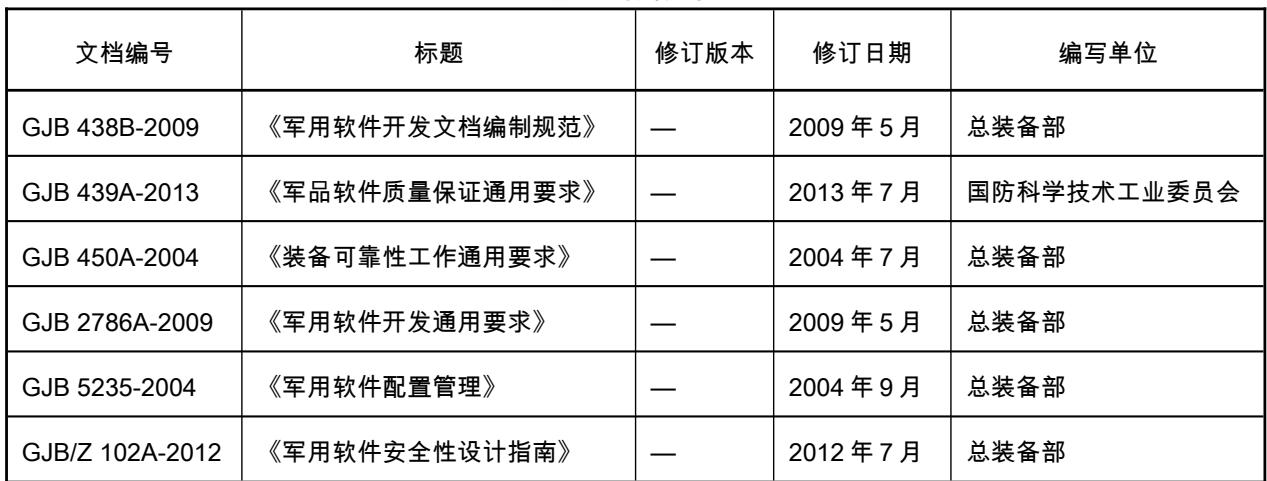 文档编号 标题 修订版本 修订日期 编写单位
GJB 438B-2009 《军用软件开发文档编制规范》 — 2009 年 5 月 总装备部
GJB 439A-2013 《军品软件质量保证通用要求》 — 2013 年 7 月 国防科学技术工业委员会
GJB 450A-2004 《装备可靠性工作通用要求》 — 2004 年 7 月 总装备部
GJB 2786A-2009 《军用软件开发通用要求》 — 2009 年 5 月 总装备部
GJB 5235-2004 《军用软件配置管理》 — 2004 年 9 月 总装备部
GJB/Z 102A-2012 《军用软件安全性设计指南》 — 2012 年 7 月 总装备部